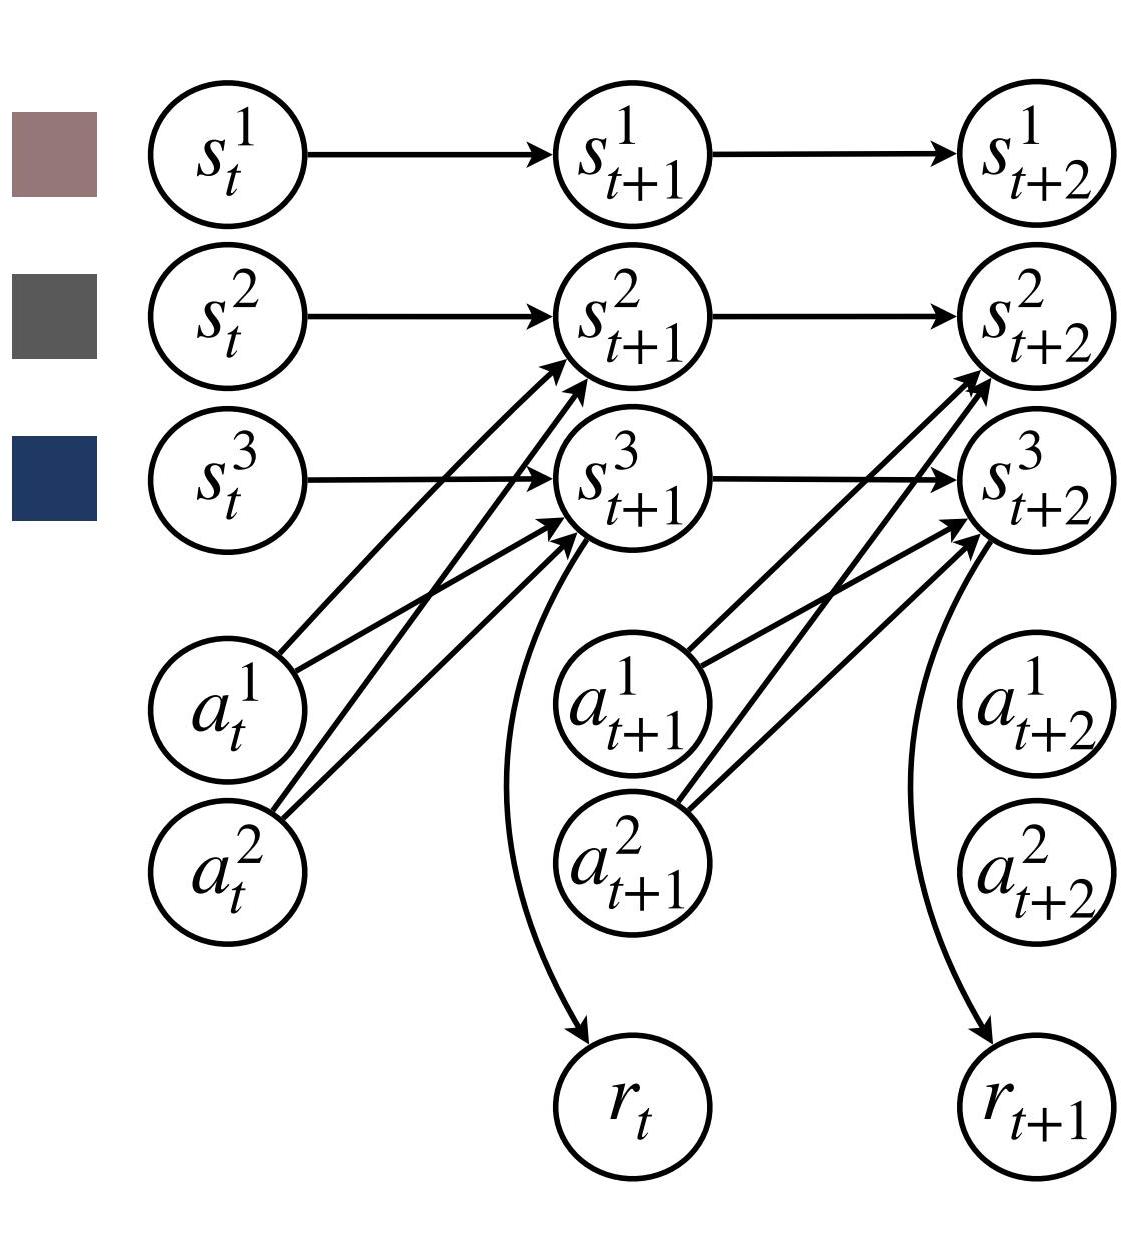 s_t^1 s_{t+1}^1 s_{t+2}^1
s_t^2 s_{t+1}^2 s_{t+2}^2
s_t^3 s_{t+1}^3 s_{t+2}^3
a_t^1 a_{t+1}^1 a_{t+2}^1
a_t^2 a_{t+1}^2 a_{t+2}^2
r_t r_{t+1}